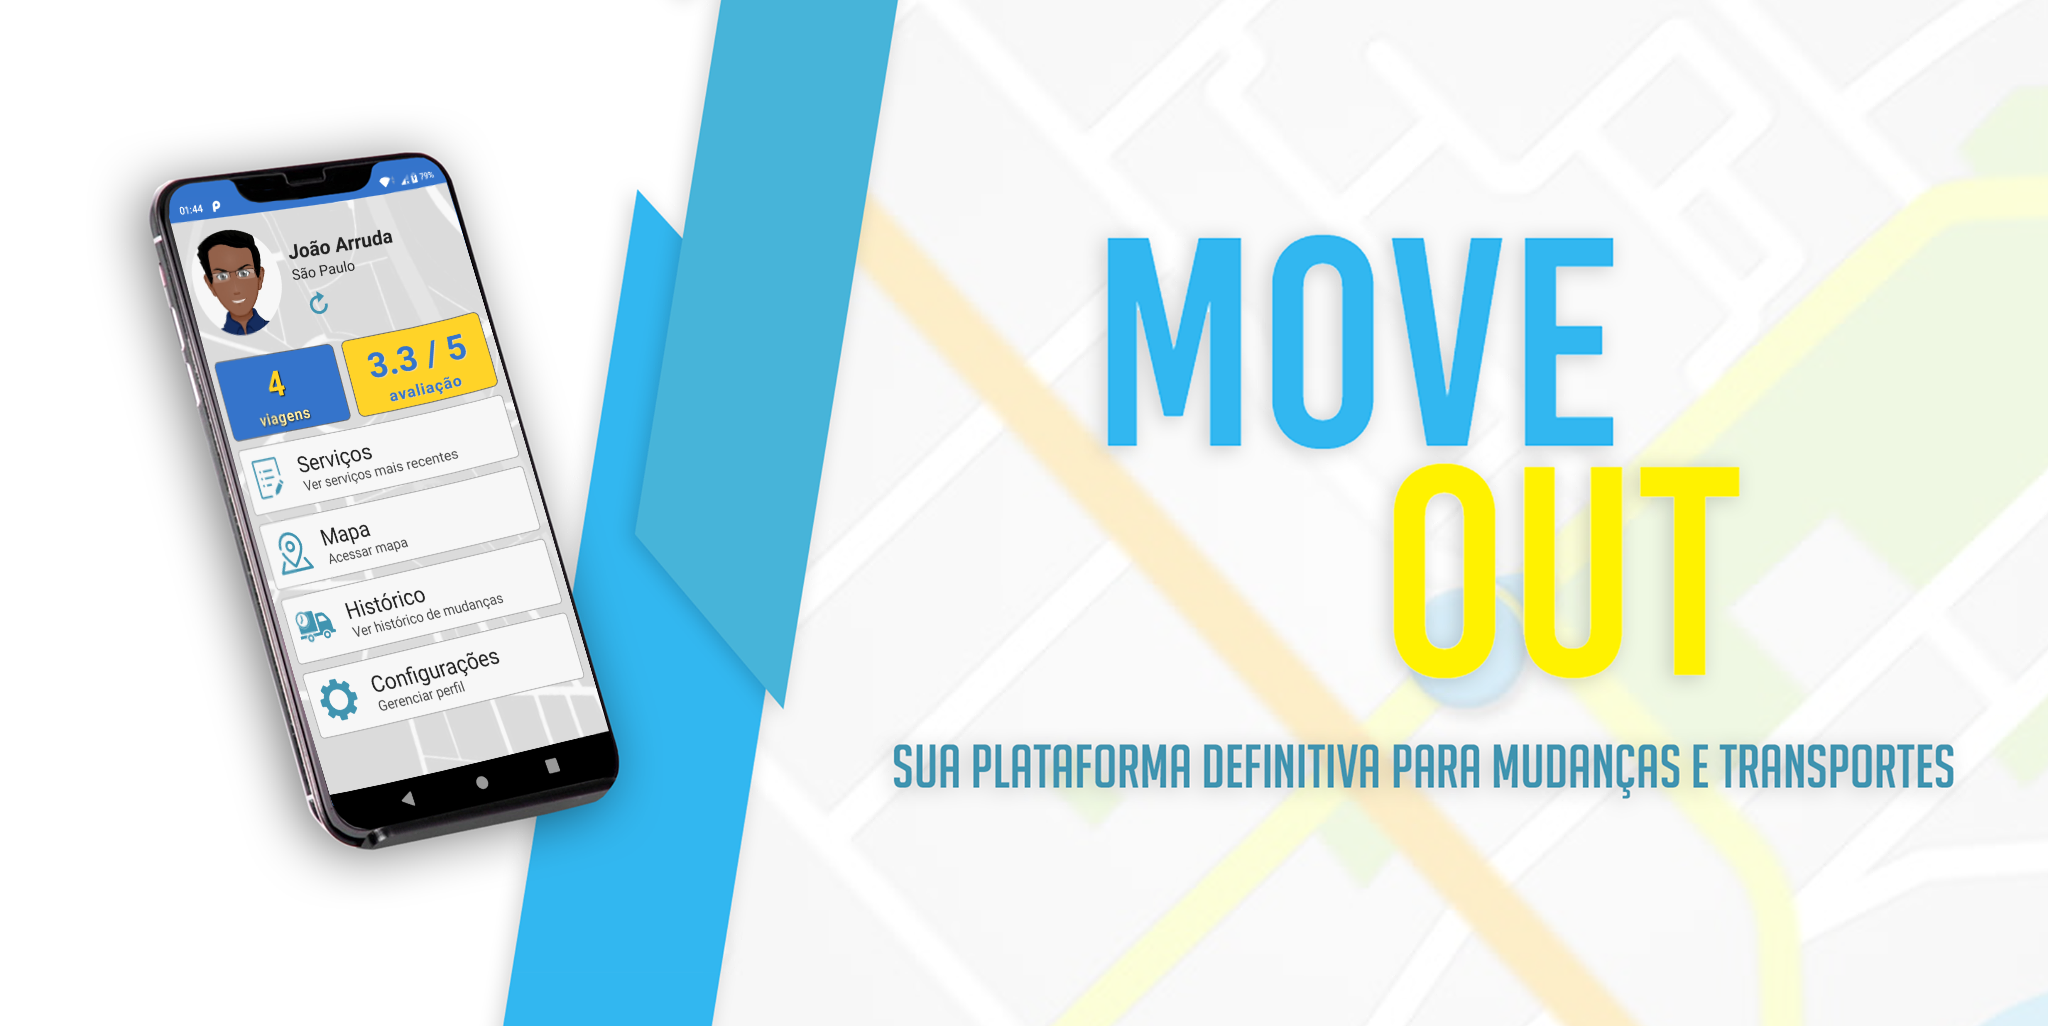 01:44
79%
João Arruda
São Paulo
4
viagens
3.3 / 5
avaliação
Serviços
Ver serviços mais recentes
Mapa
Acessar mapa
Histórico
Ver histórico de mudanças
Configurações
Gerenciar perfil
MOVE
OUT
SUA PLATAFORMA DEFINITIVA PARA MUDANÇAS E TRANSPORTES